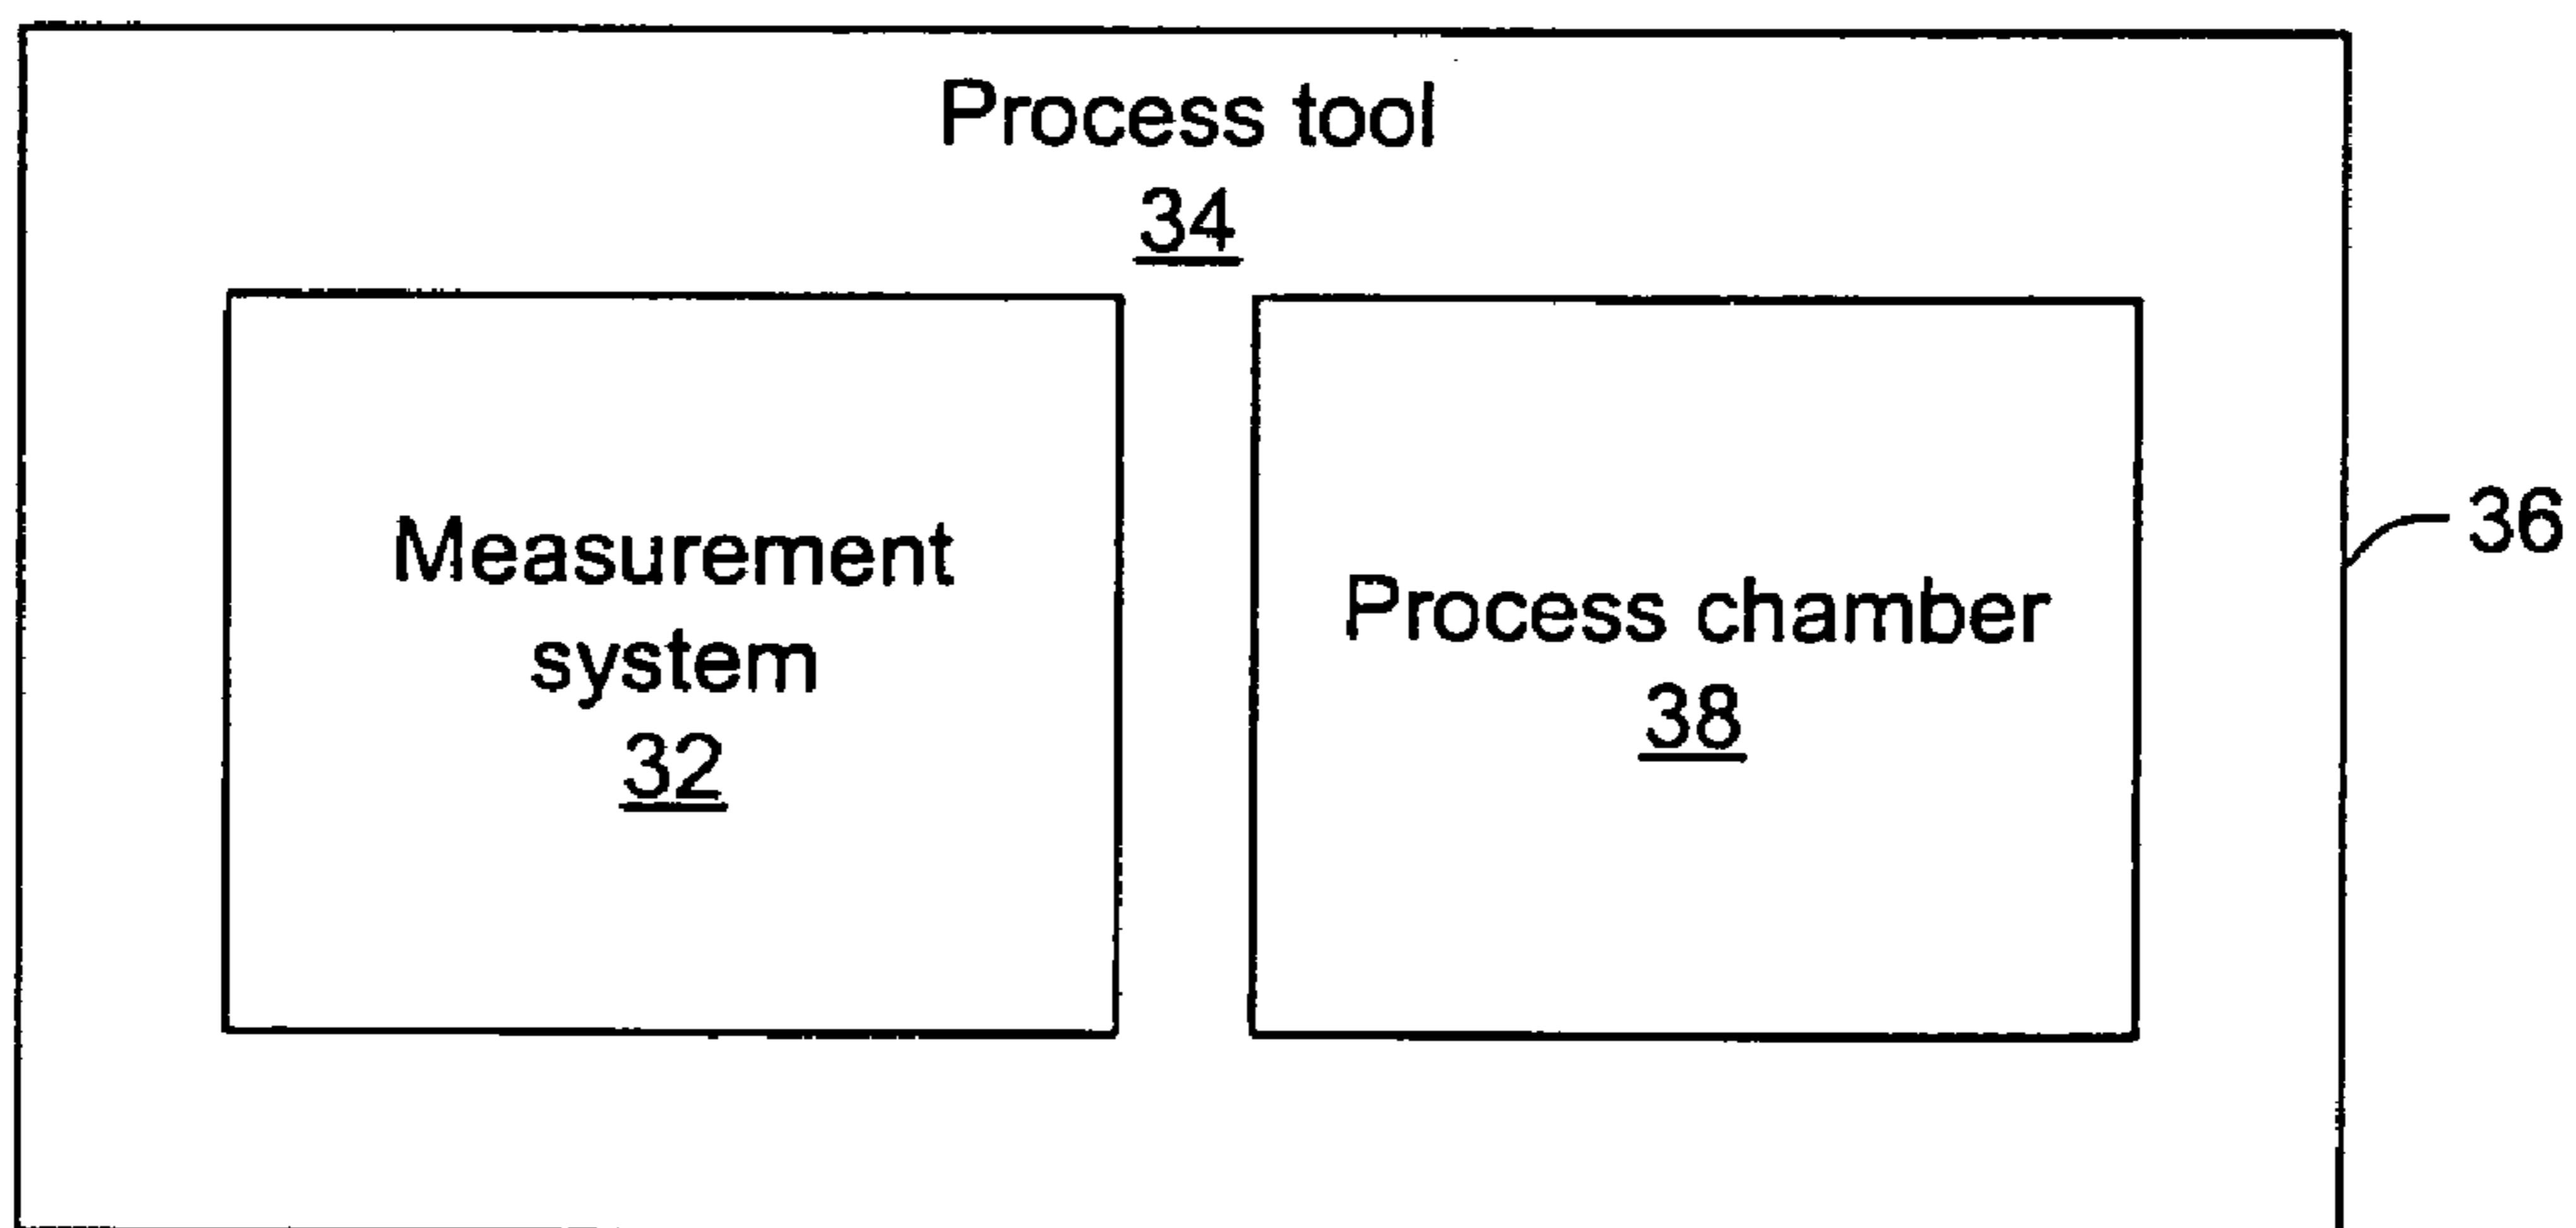 Process tool
34
Measurement
system
32
Process chamber
38
36